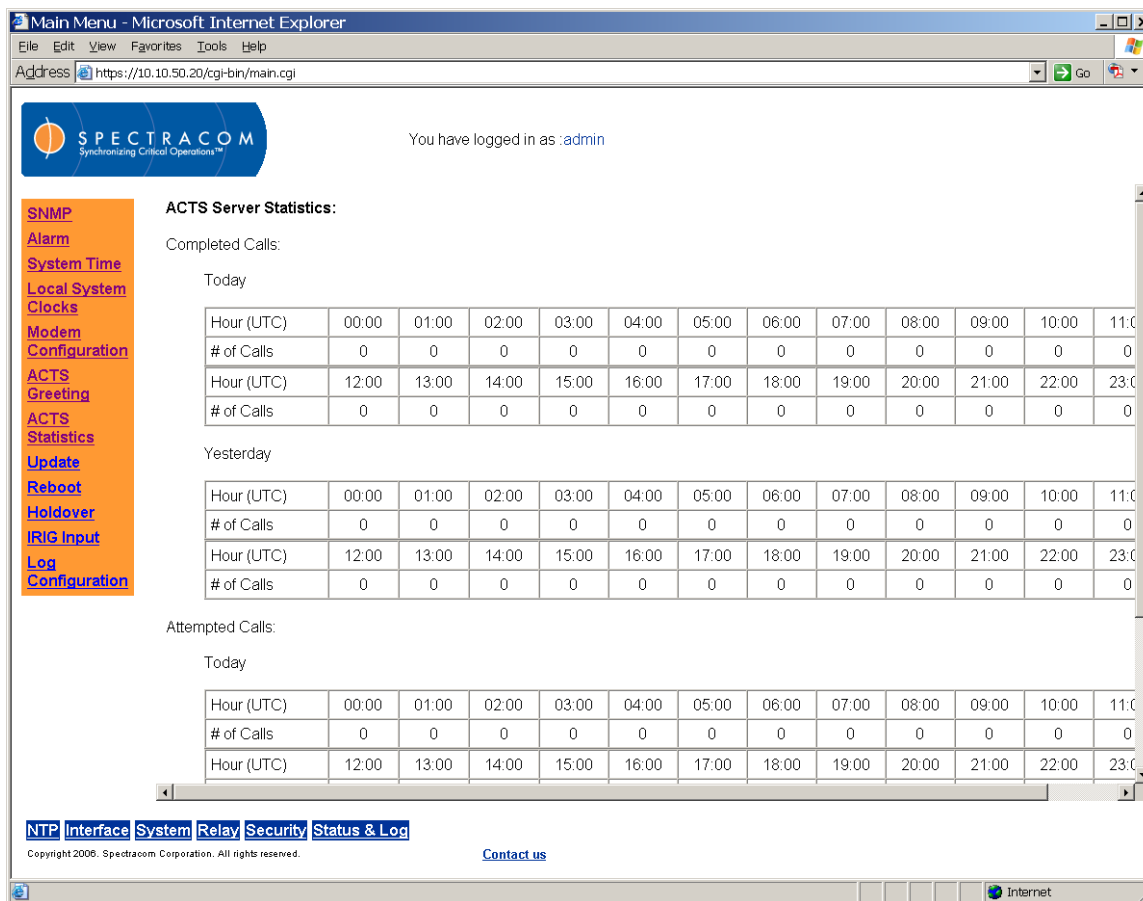 Main Menu - Microsoft Internet Explorer
File Edit View Favorites Tools Help
Address https://10.10.50.20/cgi-bin/main.cgi Go
SPECTRACOM
Synchronizing Critical Operations™
You have logged in as :admin
SNMP
Alarm
System Time
Local System
Clocks
Modem
Configuration
ACTS
Greeting
ACTS
Statistics
Update
Reboot
Holdover
IRIG Input
Log
Configuration
ACTS Server Statistics:
Completed Calls:
Today
Hour (UTC) 00:00 01:00 02:00 03:00 04:00 05:00 06:00 07:00 08:00 09:00 10:00
# of Calls 0 0 0 0 0 0 0 0 0 0 0 0
Hour (UTC) 12:00 13:00 14:00 15:00 16:00 17:00 18:00 19:00 20:00 21:00 22:00
# of Calls 0 0 0 0 0 0 0 0 0 0 0 0
Yesterday
Hour (UTC) 00:00 01:00 02:00 03:00 04:00 05:00 06:00 07:00 08:00 09:00 10:00
# of Calls 0 0 0 0 0 0 0 0 0 0 0 0
Hour (UTC) 12:00 13:00 14:00 15:00 16:00 17:00 18:00 19:00 20:00 21:00 22:00
# of Calls 0 0 0 0 0 0 0 0 0 0 0 0
Attempted Calls:
Today
Hour (UTC) 00:00 01:00 02:00 03:00 04:00 05:00 06:00 07:00 08:00 09:00 10:00
# of Calls 0 0 0 0 0 0 0 0 0 0 0 0
Hour (UTC) 12:00 13:00 14:00 15:00 16:00 17:00 18:00 19:00 20:00 21:00 22:00
NTP Interface System Relay Security Status & Log
Copyright 2006. Spectracom Corporation. All rights reserved. Contact us
Internet